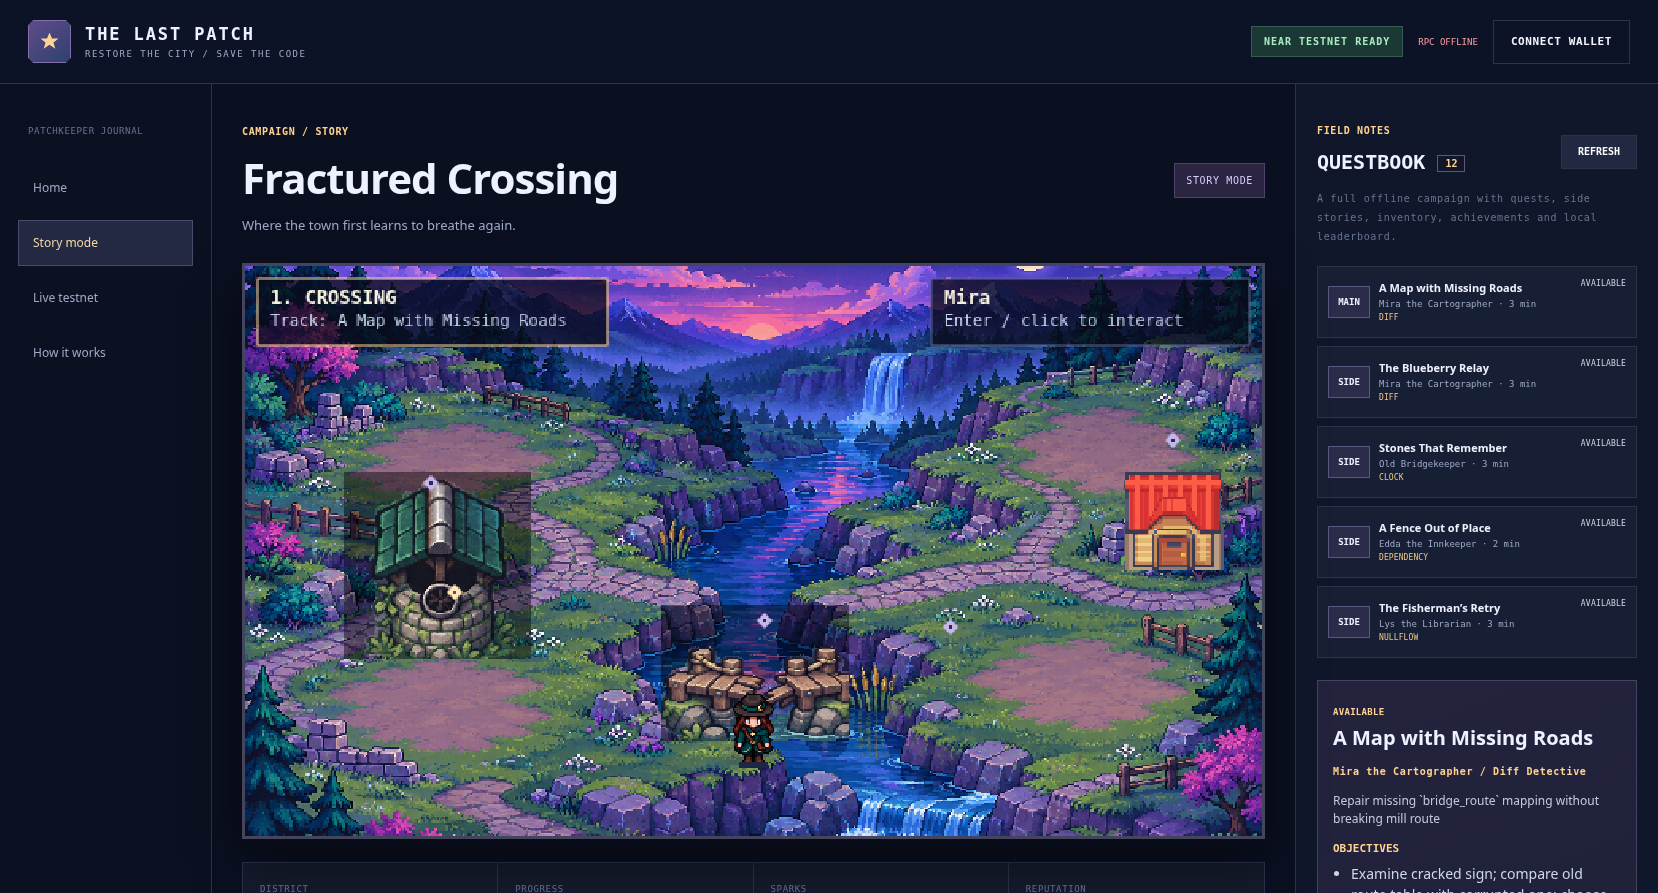 THE LAST PATCH
RESTORE THE CITY / SAVE THE CODE
NEAR TESTNET READY
RPC OFFLINE
CONNECT WALLET
PATCHKEEPER JOURNAL
Home
Story mode
Live testnet
How it works
CAMPAIGN / STORY
Fractured Crossing
STORY MODE
Where the town first learns to breathe again.
1. CROSSING
Track: A Map with Missing Roads
Mira
Enter / click to interact
DISTRICT
PROGRESS
SPARKS
REPUTATION
FIELD NOTES
QUESTBOOK 12
REFRESH
A full offline campaign with quests, side
stories, inventory, achievements and local
leaderboard.
MAIN
A Map with Missing Roads
AVAILABLE
Mira the Cartographer · 3 min
DIFF
SIDE
The Blueberry Relay
AVAILABLE
Mira the Cartographer · 3 min
DIFF
SIDE
Stones That Remember
AVAILABLE
Old Bridgekeeper · 3 min
CLOCK
SIDE
A Fence Out of Place
AVAILABLE
Edda the Innkeeper · 2 min
DEPENDENCY
SIDE
The Fisherman’s Retry
AVAILABLE
Lys the Librarian · 3 min
NULLFLOW
AVAILABLE
A Map with Missing Roads
Mira the Cartographer / Diff Detective
Repair missing `bridge_route` mapping without
breaking mill route
OBJECTIVES
• Examine cracked sign; compare old